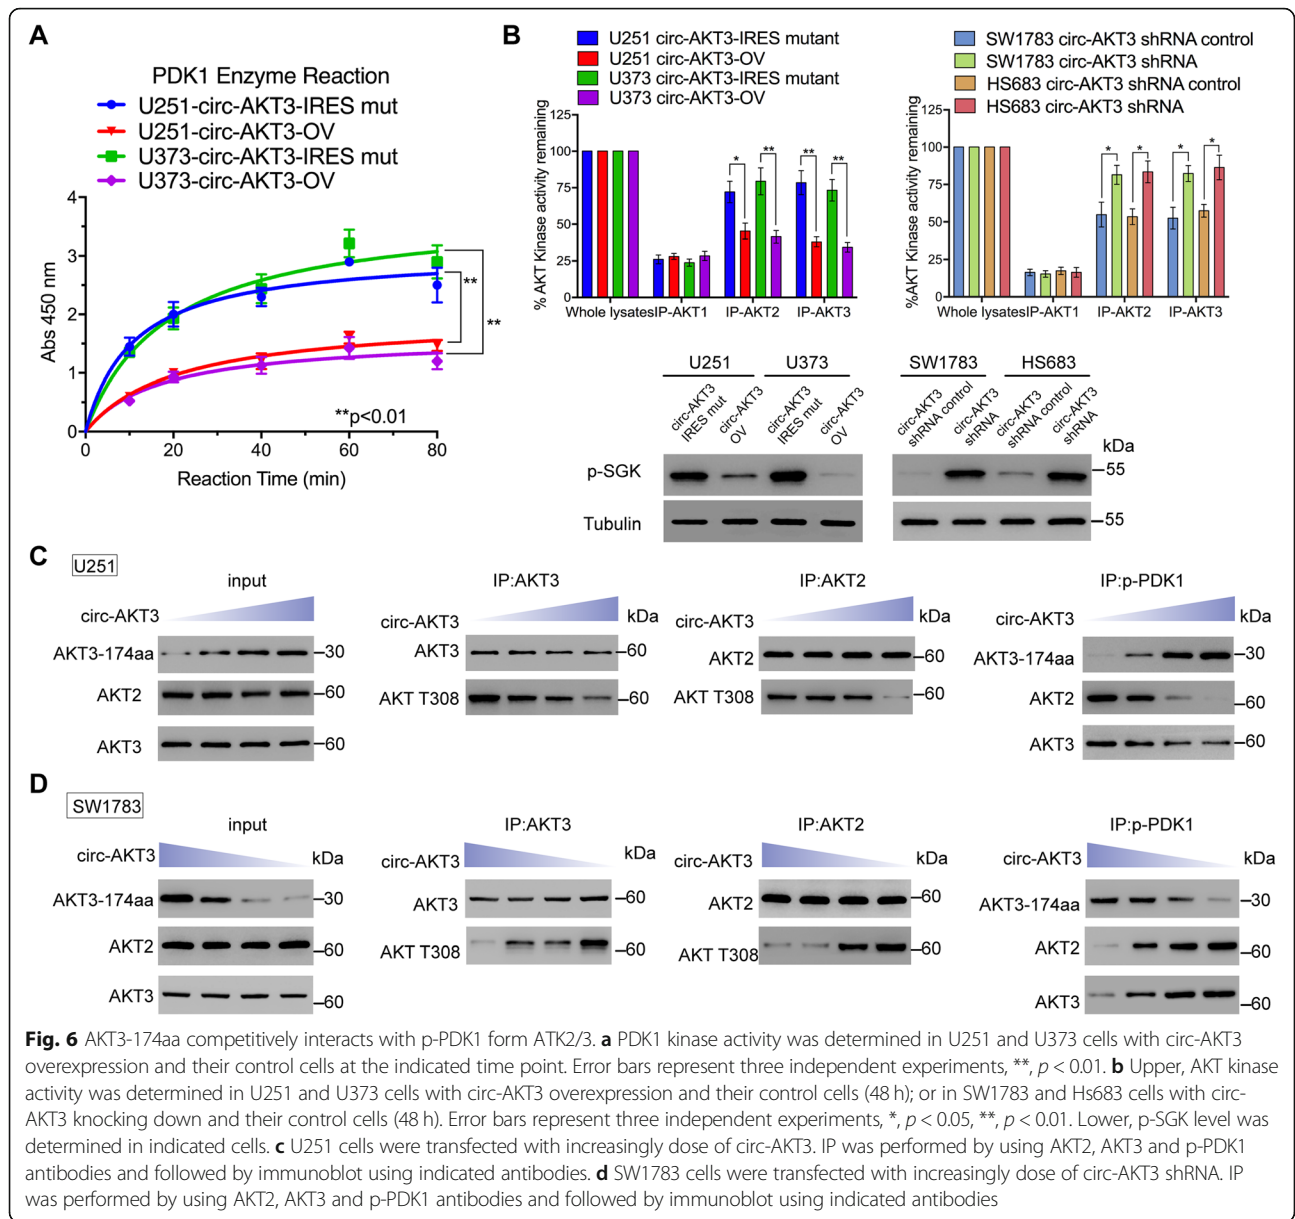 A
PDK1 Enzyme Reaction
U251-circ-AKT3-IRES mut
U251-circ-AKT3-OV
U373-circ-AKT3-IRES mut
U373-circ-AKT3-OV
Abs 450 nm
4
3
2
1
0
**
**
**p<0.01
0 20 40 60 80
Reaction Time (min)
B
U251 circ-AKT3-IRES mutant
U251 circ-AKT3-OV
U373 circ-AKT3-IRES mutant
U373 circ-AKT3-OV
% AKT Kinase activity remaining
125
100
75
50
25
0
* ** ** **
Whole lysates IP-AKT1 IP-AKT2 IP-AKT3
SW1783 circ-AKT3 shRNA control
SW1783 circ-AKT3 shRNA
HS683 circ-AKT3 shRNA control
HS683 circ-AKT3 shRNA
%AKT Kinase activity remaining
125
100
75
50
25
0
* * * *
Whole lysates IP-AKT1 IP-AKT2 IP-AKT3
U251 U373 SW1783 HS683
circ-AKT3 IRES mut
circ-AKT3 OV
circ-AKT3 IRES mut
circ-AKT3 OV
circ-AKT3 shRNA control
circ-AKT3 shRNA
circ-AKT3 shRNA control
circ-AKT3 shRNA
kDa
p-SGK –55
Tubulin –55
C
U251
input
circ-AKT3
AKT3-174aa –30
AKT2 –60
AKT3 –60
IP:AKT3
circ-AKT3 kDa
AKT3 –60
AKT T308 –60
IP:AKT2
circ-AKT3 kDa
AKT2 –60
AKT T308 –60
IP:p-PDK1
circ-AKT3 kDa
AKT3-174aa –30
AKT2 –60
AKT3 –60
D
SW1783
input
circ-AKT3 kDa
AKT3-174aa –30
AKT2 –60
AKT3 –60
IP:AKT3
circ-AKT3 kDa
AKT3 –60
AKT T308 –60
IP:AKT2
circ-AKT3 kDa
AKT2 –60
AKT T308 –60
IP:p-PDK1
circ-AKT3 kDa
AKT3-174aa –30
AKT2 –60
AKT3 –60
Fig. 6 AKT3-174aa competitively interacts with p-PDK1 form ATK2/3. a PDK1 kinase activity was determined in U251 and U373 cells with circ-AKT3
overexpression and their control cells at the indicated time point. Error bars represent three independent experiments, **, p < 0.01. b Upper, AKT kinase
activity was determined in U251 and U373 cells with circ-AKT3 overexpression and their control cells (48 h); or in SW1783 and Hs683 cells with circ-
AKT3 knocking down and their control cells (48 h). Error bars represent three independent experiments, *, p < 0.05, **, p < 0.01. Lower, p-SGK level was
determined in indicated cells. c U251 cells were transfected with increasingly dose of circ-AKT3. IP was performed by using AKT2, AKT3 and p-PDK1
antibodies and followed by immunoblot using indicated antibodies. d SW1783 cells were transfected with increasingly dose of circ-AKT3 shRNA. IP
was performed by using AKT2, AKT3 and p-PDK1 antibodies and followed by immunoblot using indicated antibodies